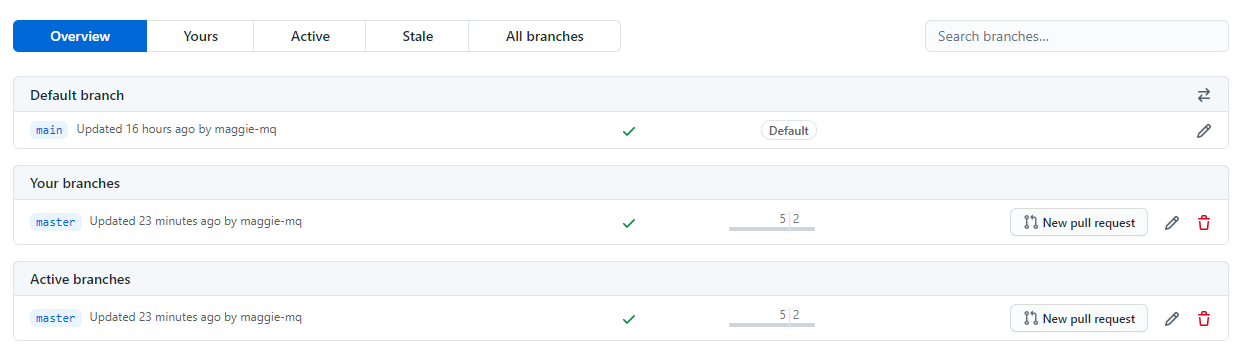 Overview Yours Active Stale All branches Search branches...
Default branch
main Updated 16 hours ago by maggie-mq Default
Your branches
master Updated 23 minutes ago by maggie-mq 5 2 New pull request
Active branches
master Updated 23 minutes ago by maggie-mq 5 2 New pull request